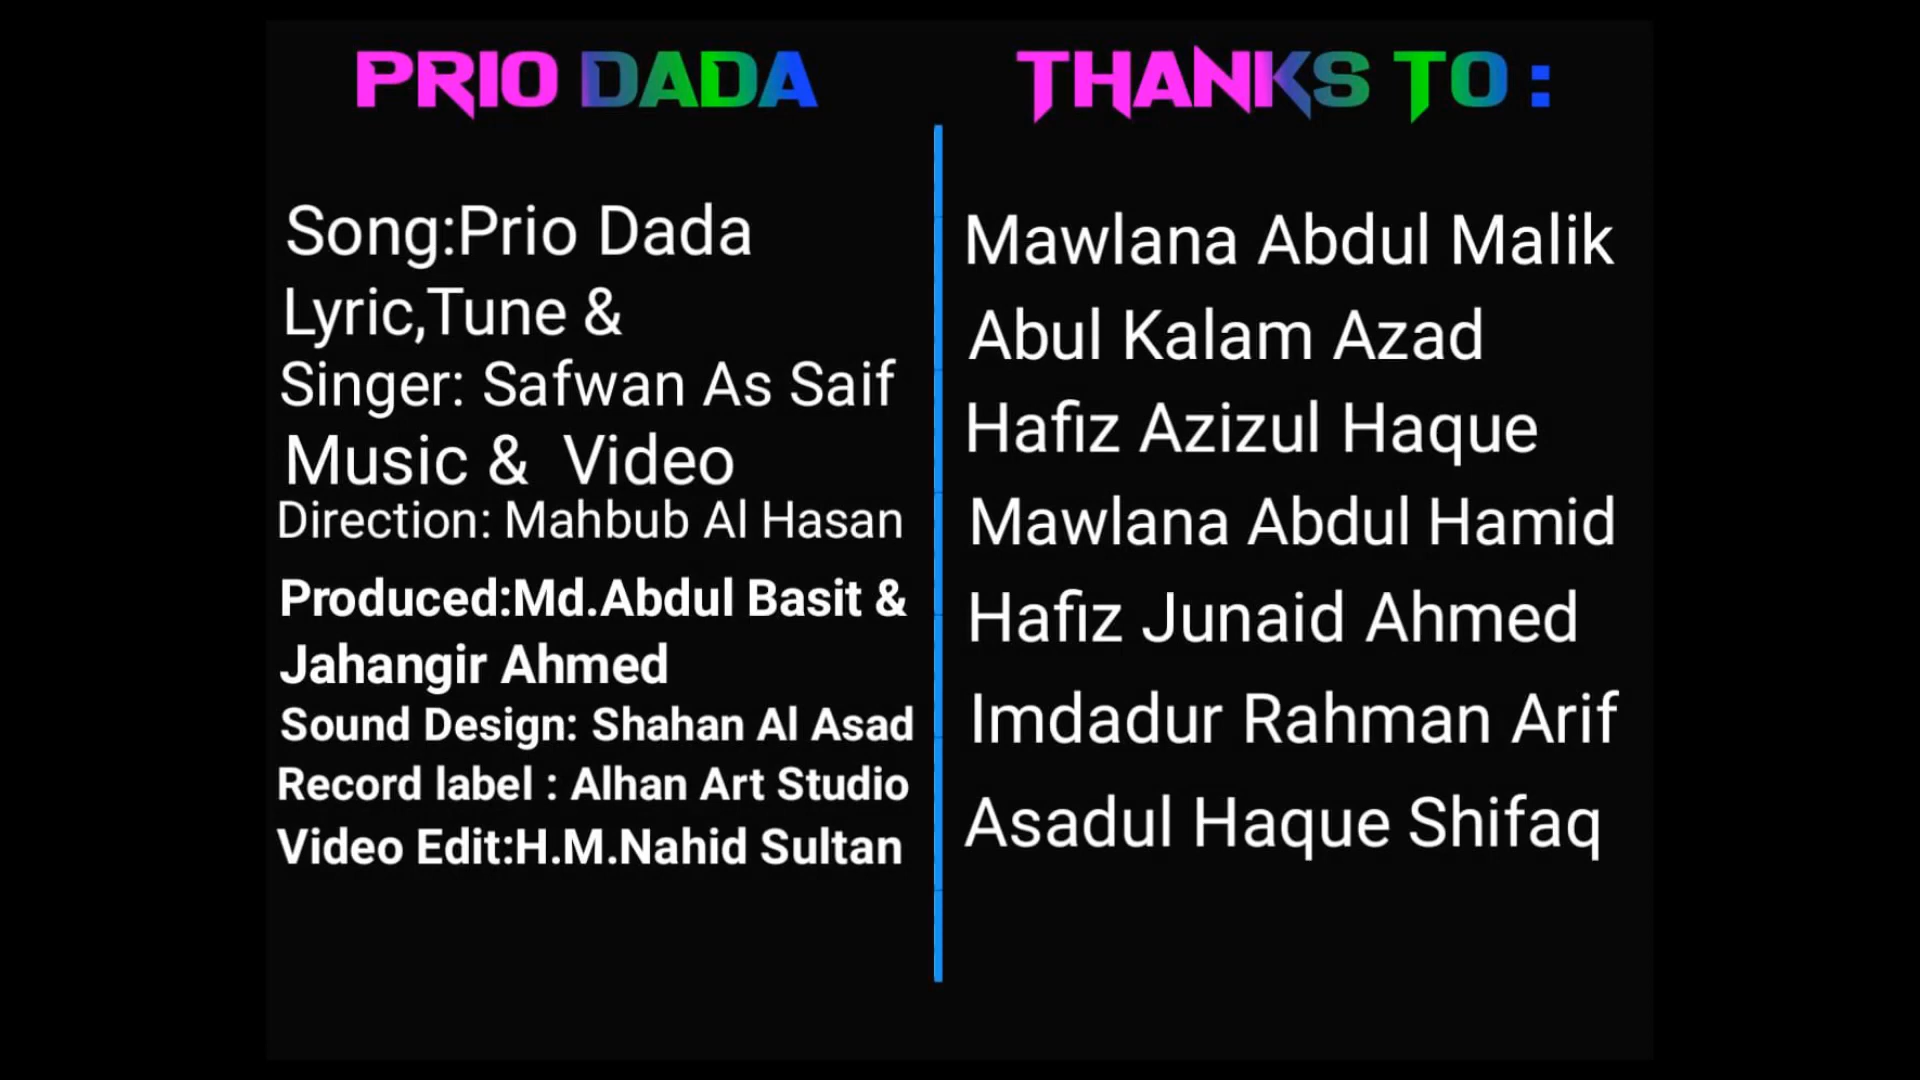 PRIO DADA
Song:Prio Dada
Lyric,Tune &
Singer: Safwan As Saif
Music & Video
Direction: Mahbub Al Hasan
Produced:Md.Abdul Basit &
Jahangir Ahmed
Sound Design: Shahan Al Asad
Record label : Alhan Art Studio
Video Edit:H.M.Nahid Sultan
THANKS TO :
Mawlana Abdul Malik
Abul Kalam Azad
Hafiz Azizul Haque
Mawlana Abdul Hamid
Hafiz Junaid Ahmed
Imdadur Rahman Arif
Asadul Haque Shifaq